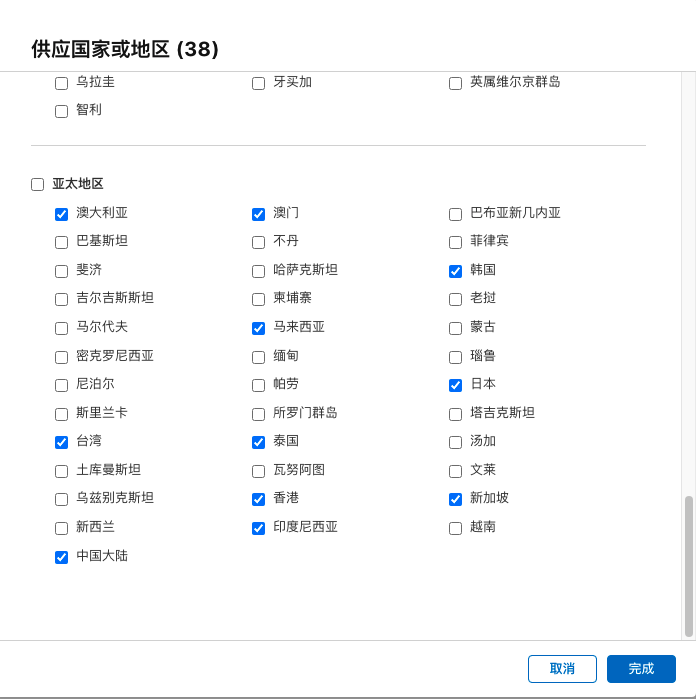 供应国家或地区 (38)
乌拉圭 牙买加 英属维尔京群岛
智利
亚太地区
澳大利亚 澳门 巴布亚新几内亚
巴基斯坦 不丹 菲律宾
斐济 哈萨克斯坦 韩国
吉尔吉斯斯坦 柬埔寨 老挝
马尔代夫 马来西亚 蒙古
密克罗尼西亚 缅甸 瑙鲁
尼泊尔 帕劳 日本
斯里兰卡 所罗门群岛 塔吉克斯坦
台湾 泰国 汤加
土库曼斯坦 瓦努阿图 文莱
乌兹别克斯坦 香港 新加坡
新西兰 印度尼西亚 越南
中国大陆
取消 完成